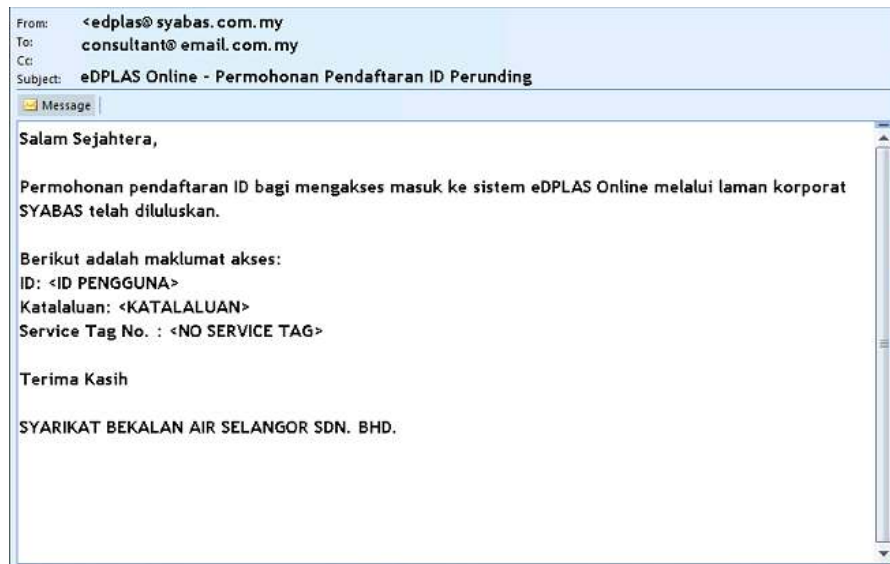 From: <edplas@ syabas.com.my
To: consultant@ email.com.my
Cc:
Subject: eDPLAS Online - Permohonan Pendaftaran ID Perunding
Message
Salam Sejahtera,
Permohonan pendaftaran ID bagi mengakses masuk ke sistem eDPLAS Online melalui laman korporat
SYABAS telah diluluskan.
Berikut adalah maklumat akses:
ID: <ID PENGGUNA>
Katalaluan: <KATALALUAN>
Service Tag No. : <NO SERVICE TAG>
Terima Kasih
SYARIKAT BEKALAN AIR SELANGOR SDN. BHD.